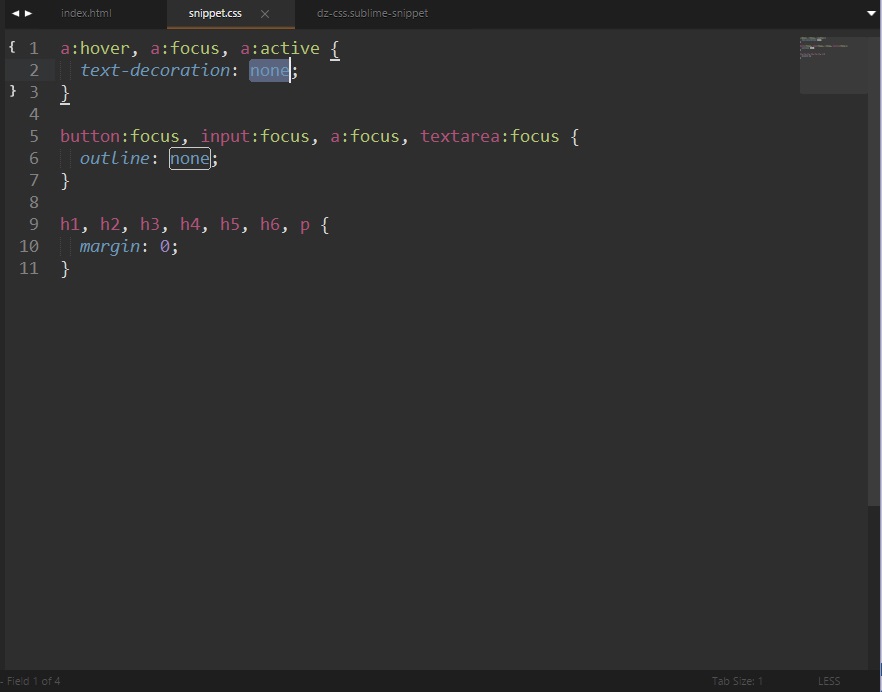 index.html snippet.css dz-css.sublime-snippet
{ 1 a:hover, a:focus, a:active {
2 text-decoration: none;
} 3 }
4
5 button:focus, input:focus, a:focus, textarea:focus {
6 outline: none;
7 }
8
9 h1, h2, h3, h4, h5, h6, p {
10 margin: 0;
11 }
- Field 1 of 4 Tab Size: 1 LESS